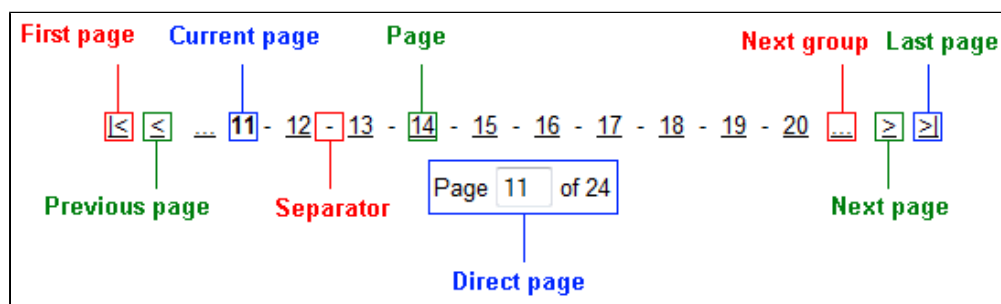 First page Current page Page Next group Last page
|< < ... 11 - 12 - 13 - 14 - 15 - 16 - 17 - 18 - 19 - 20 ... > >|
Page 11 of 24
Previous page Separator Next page
Direct page